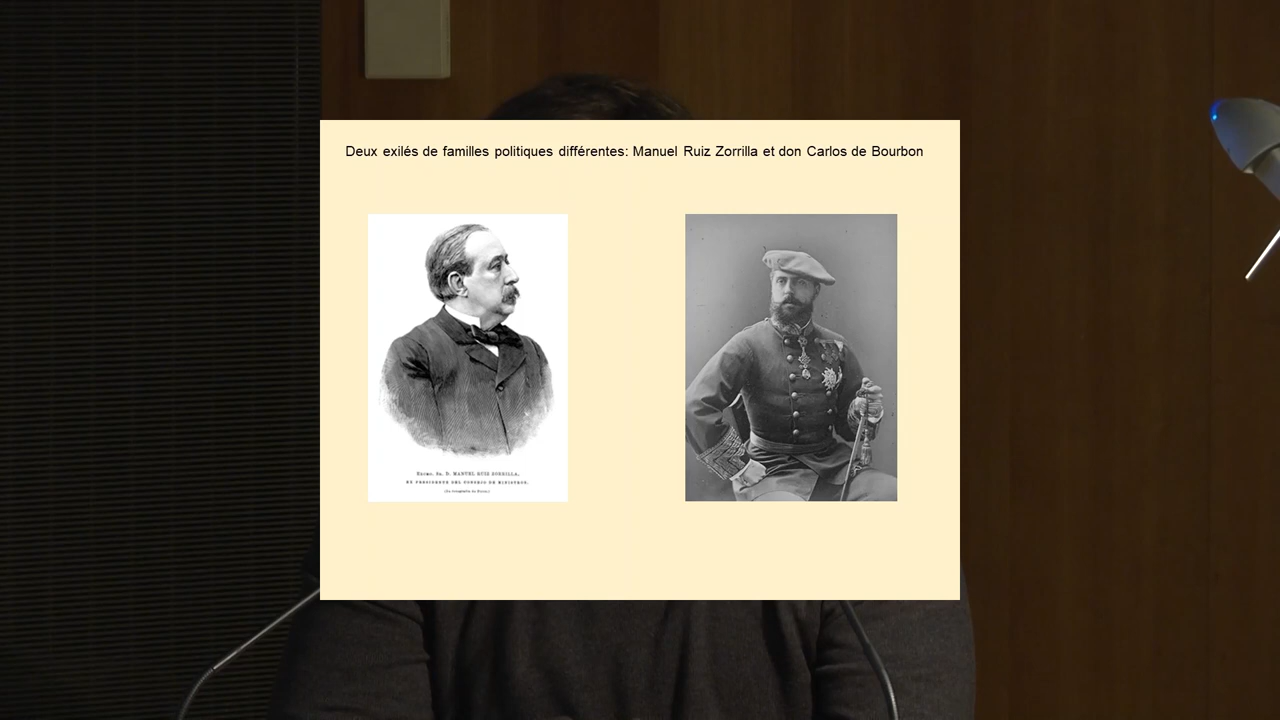 Deux exilés de familles politiques différentes: Manuel Ruiz Zorrilla et don Carlos de Bourbon
Excmo. Sr. D. MANUEL RUIZ ZORRILLA,
EX PRESIDENTE DEL CONSEJO DE MINISTROS.